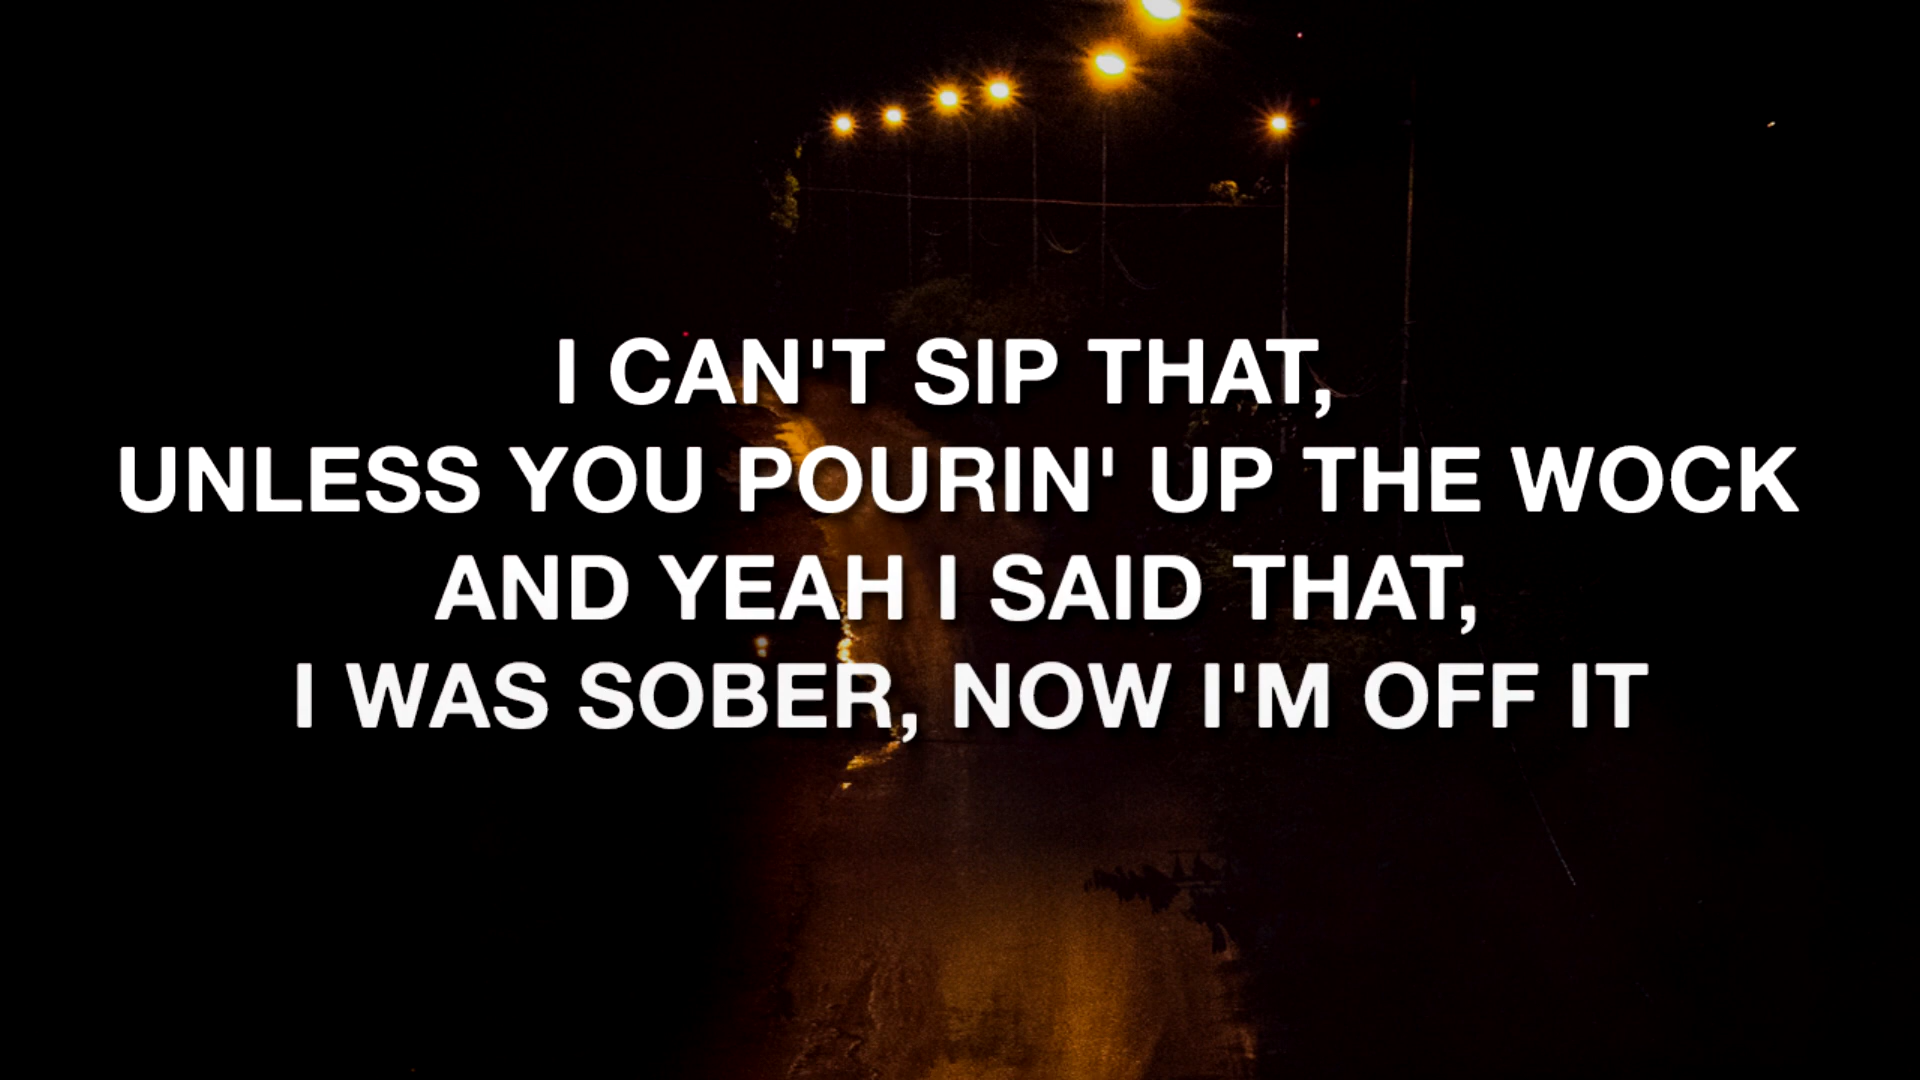 I CAN'T SIP THAT,
UNLESS YOU POURIN' UP THE WOCK
AND YEAH I SAID THAT,
I WAS SOBER, NOW I'M OFF IT